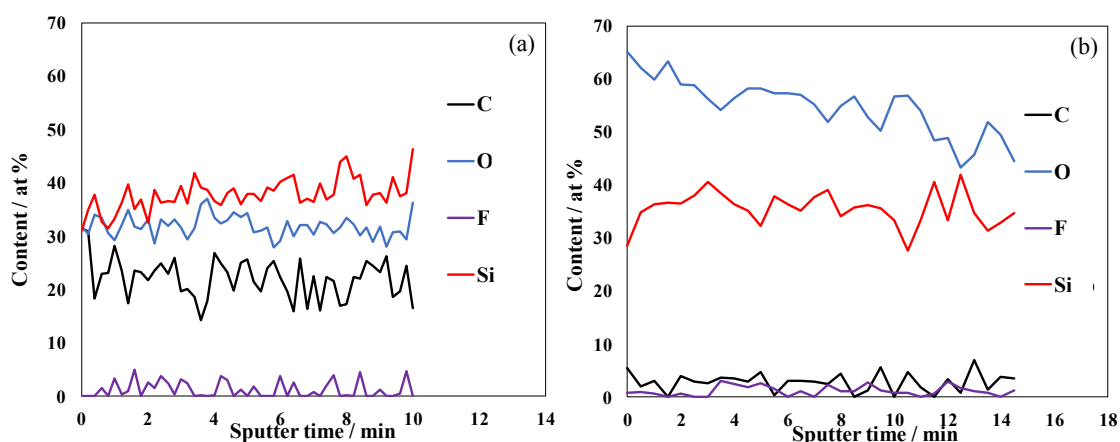 70
60
50
40
30
20
10
0
Content / at %
(a)
C
O
F
Si
0 2 4 6 8 10 12 14
Sputter time / min
70
60
50
40
30
20
10
0
Content / at %
(b)
C
O
F
Si
)
0 2 4 6 8 10 12 14 16 18
Sputter time / min